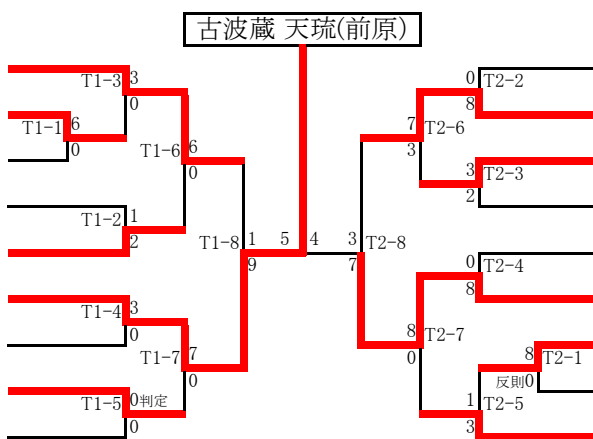 古波蔵 天琉(前原)
T1-3 3
0
0 T2-2
8
T1-1 6
0
7 T2-6
3
T1-6 6
0
3 T2-3
2
T1-2 1
2
T1-8 1
9
5 4
3 T2-8
7
0 T2-4
8
T1-4 3
0
8 T2-7
0
T1-7 7
0
8 T2-1
反則0
T1-5 0判定
0
1 T2-5
3